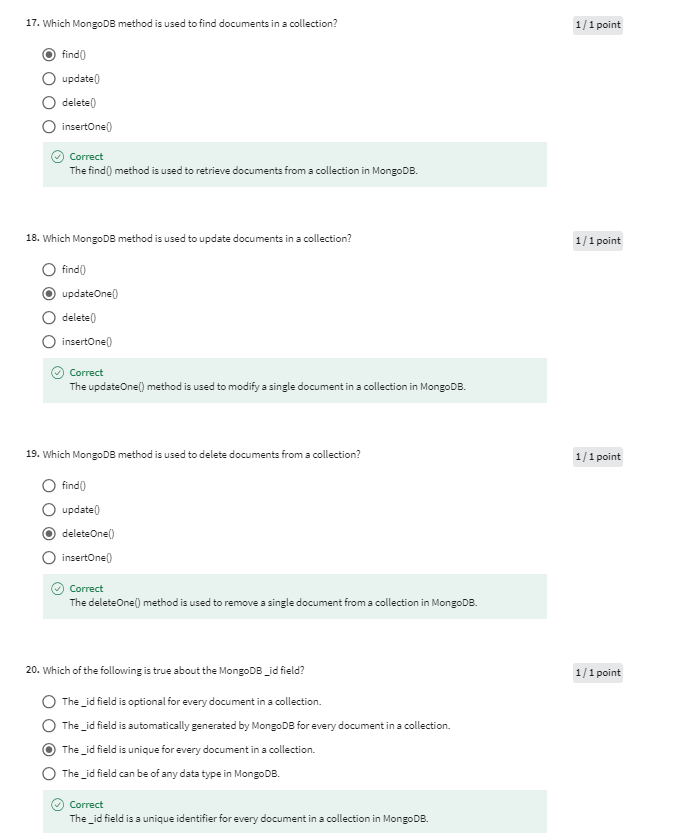 17. Which MongoDB method is used to find documents in a collection?
1 / 1 point
find()
update()
delete()
insertOne()
Correct
The find() method is used to retrieve documents from a collection in MongoDB.
18. Which MongoDB method is used to update documents in a collection?
1 / 1 point
find()
updateOne()
delete()
insertOne()
Correct
The updateOne() method is used to modify a single document in a collection in MongoDB.
19. Which MongoDB method is used to delete documents from a collection?
1 / 1 point
find()
update()
deleteOne()
insertOne()
Correct
The deleteOne() method is used to remove a single document from a collection in MongoDB.
20. Which of the following is true about the MongoDB _id field?
1 / 1 point
The _id field is optional for every document in a collection.
The _id field is automatically generated by MongoDB for every document in a collection.
The _id field is unique for every document in a collection.
The _id field can be of any data type in MongoDB.
Correct
The _id field is a unique identifier for every document in a collection in MongoDB.